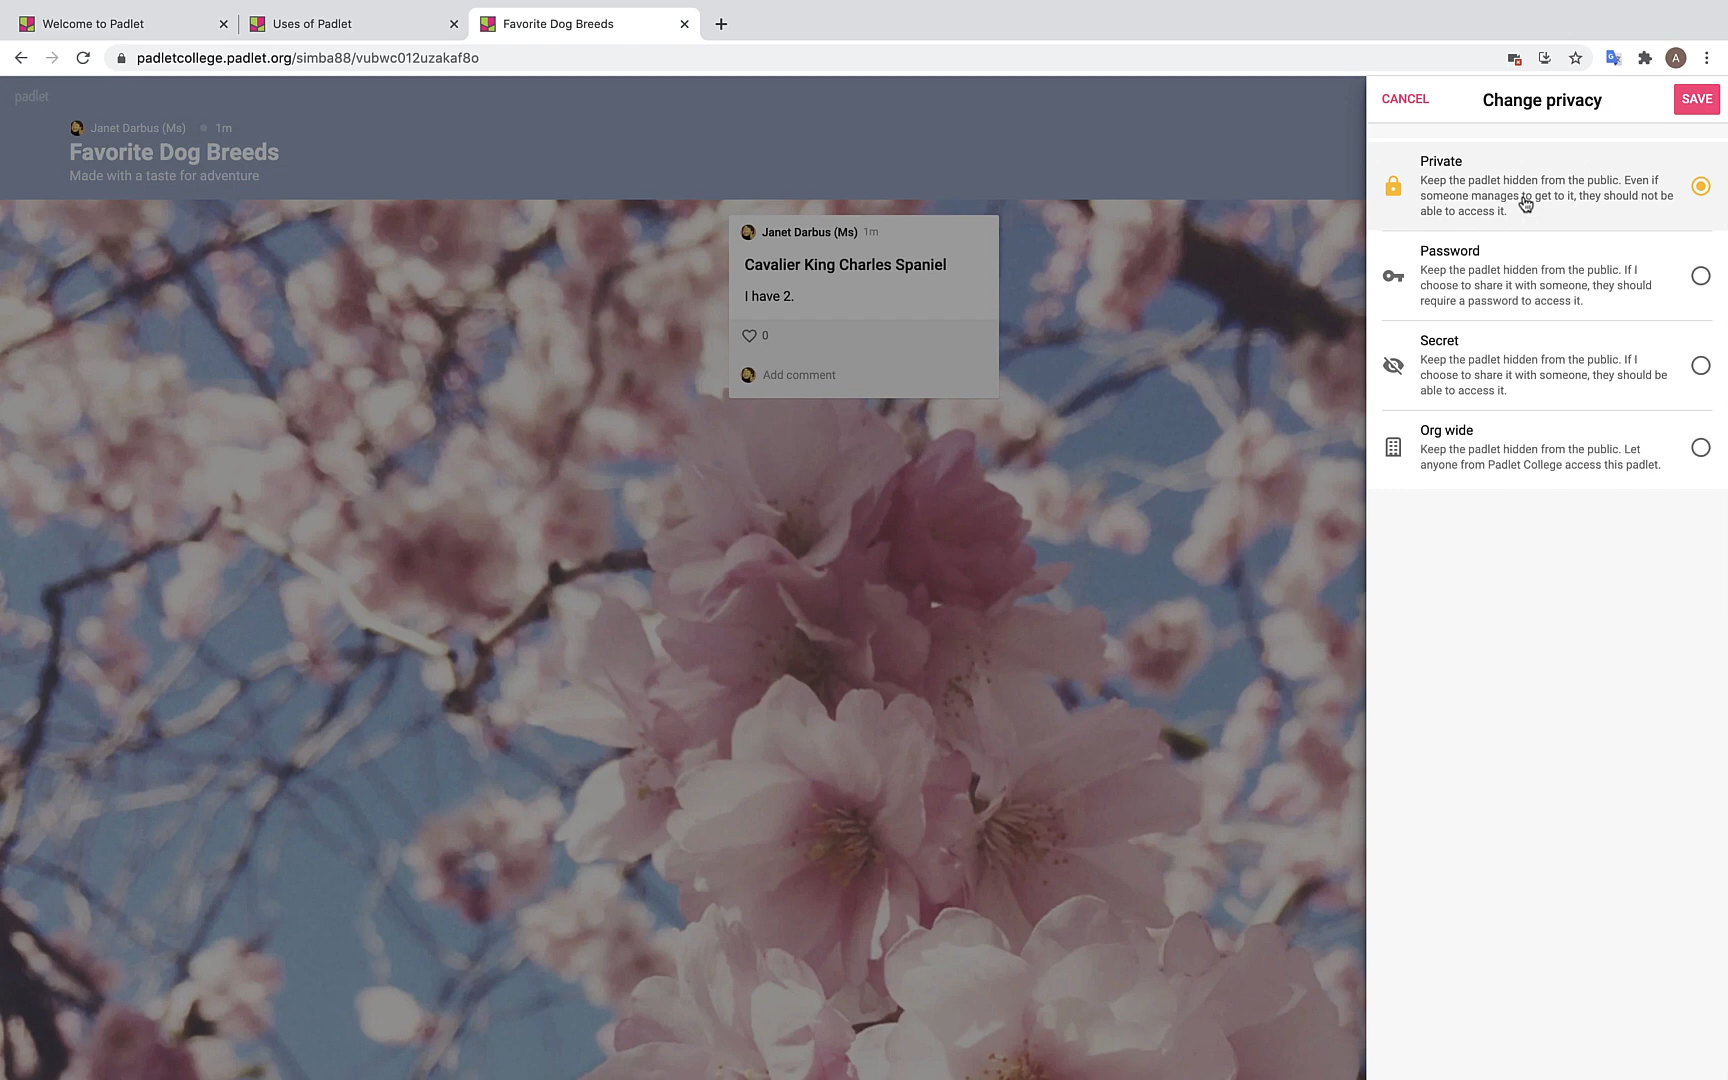 Welcome to Padlet
Uses of Padlet
Favorite Dog Breeds
padletcollege.padlet.org/simba88/vubwc012uzakaf8o
A
padlet
Janet Darbus (Ms) 1m
Favorite Dog Breeds
Made with a taste for adventure
Janet Darbus (Ms) 1m
Cavalier King Charles Spaniel
I have 2.
0
Add comment
CANCEL
Change privacy
SAVE
Private
Keep the padlet hidden from the public. Even if
someone manages to get to it, they should not be
able to access it.
Password
Keep the padlet hidden from the public. If I
choose to share it with someone, they should
require a password to access it.
Secret
Keep the padlet hidden from the public. If I
choose to share it with someone, they should be
able to access it.
Org wide
Keep the padlet hidden from the public. Let
anyone from Padlet College access this padlet.